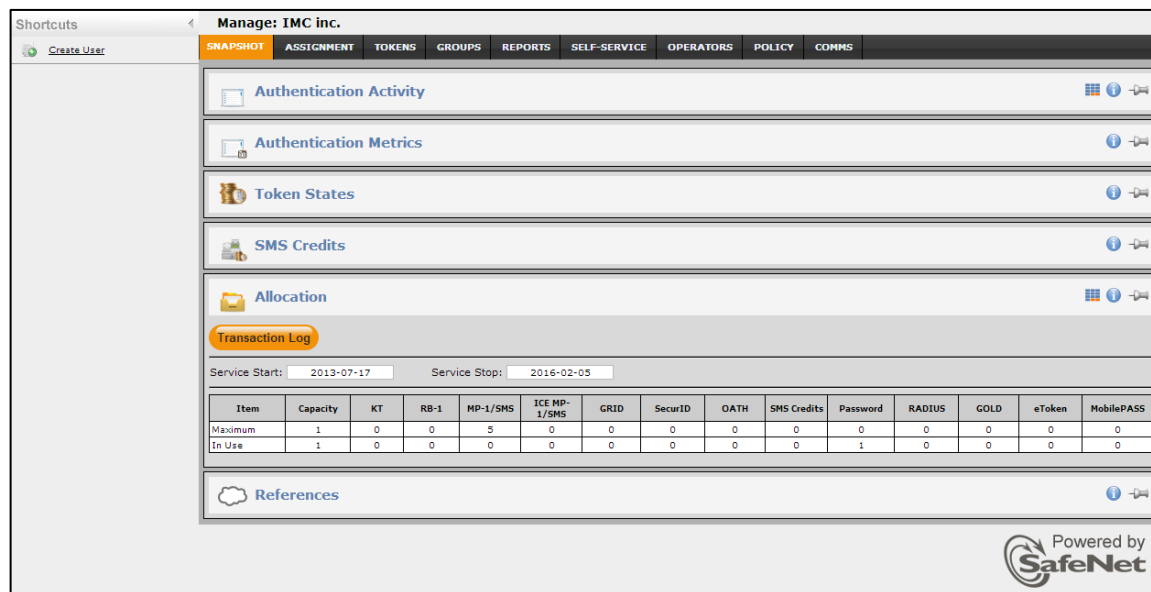 Shortcuts
Create User
Manage: IMC inc.
SNAPSHOT ASSIGNMENT TOKENS GROUPS REPORTS SELF-SERVICE OPERATORS POLICY COMMS
Authentication Activity
Authentication Metrics
Token States
SMS Credits
Allocation
Transaction Log
Service Start: 2013-07-17 Service Stop: 2016-02-05
Item Capacity KT RB-1 MP-1/SMS ICE MP-1/SMS GRID SecurID OATH SMS Credits Password RADIUS GOLD eToken MobilePASS
Maximum 1 0 0 5 0 0 0 0 0 0 0 0 0 0
In Use 1 0 0 0 0 0 0 0 0 1 0 0 0 0
References
Powered by
SafeNet